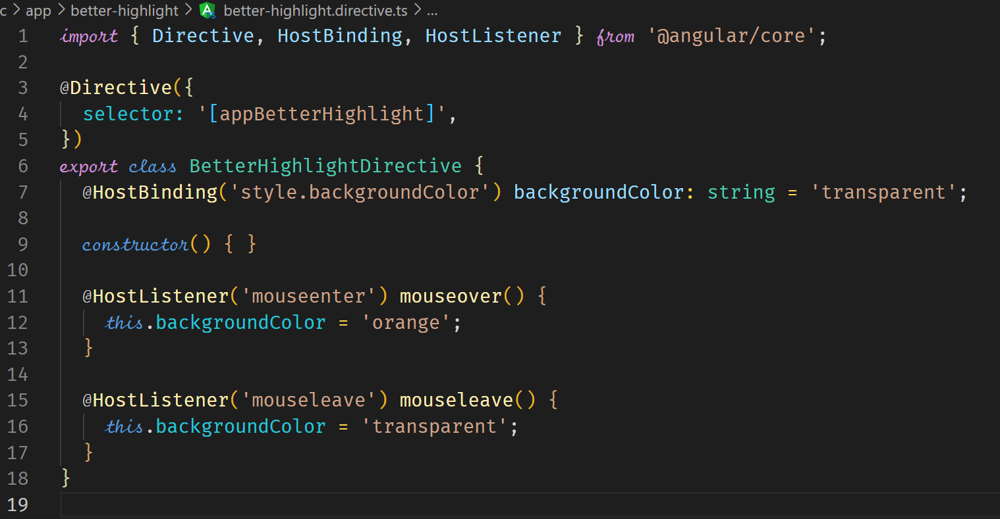 c > app > better-highlight > better-highlight.directive.ts > ...
1 import { Directive, HostBinding, HostListener } from '@angular/core';
2
3 @Directive({
4   selector: '[appBetterHighlight]',
5 })
6 export class BetterHighlightDirective {
7   @HostBinding('style.backgroundColor') backgroundColor: string = 'transparent';
8
9   constructor() { }
10
11   @HostListener('mouseenter') mouseover() {
12     this.backgroundColor = 'orange';
13   }
14
15   @HostListener('mouseleave') mouseleave() {
16     this.backgroundColor = 'transparent';
17   }
18 }
19